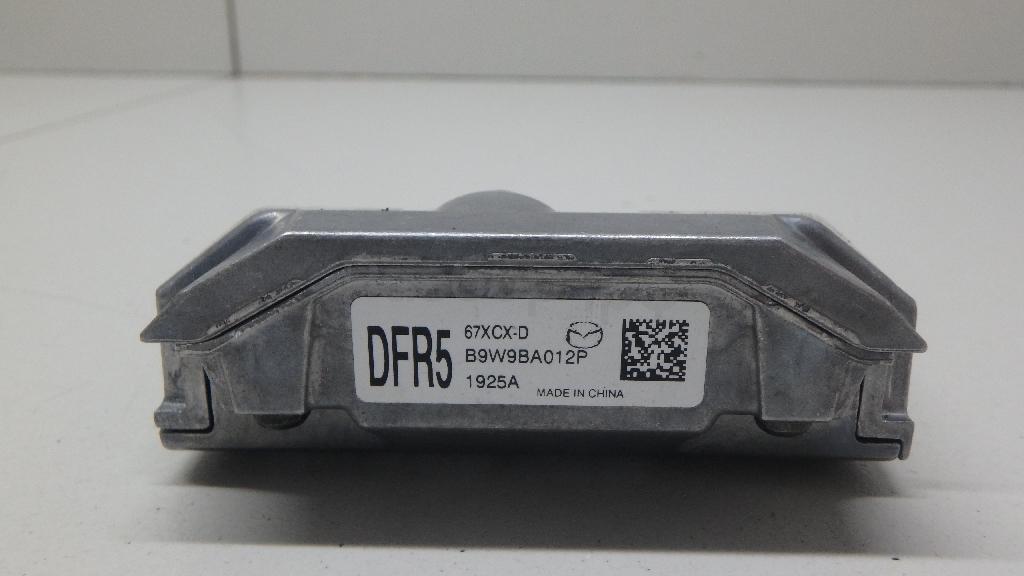 DFR5
67XCX-D
B9W9BA012P
1925A
MADE IN CHINA